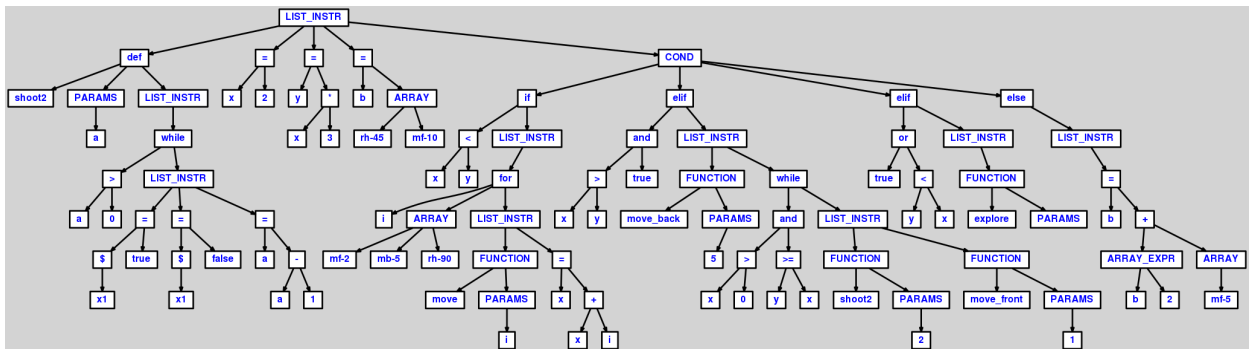 LIST_INSTR
def = = = COND
shoot2 PARAMS LIST_INSTR x 2 y * b ARRAY if elif elif else
a while x 3 rh-45 mf-10 < LIST_INSTR and LIST_INSTR or LIST_INSTR LIST_INSTR
> LIST_INSTR x y for > true FUNCTION while true < FUNCTION =
a 0 = = = i ARRAY LIST_INSTR x y move_back PARAMS and LIST_INSTR y x explore PARAMS b +
$ true $ false a - mf-2 mb-5 rh-90 FUNCTION = 5 > >= FUNCTION FUNCTION ARRAY_EXPR ARRAY
x1 x1 a 1 move PARAMS x + x 0 y x shoot2 PARAMS move_front PARAMS b 2 mf-5
i x i 2 1